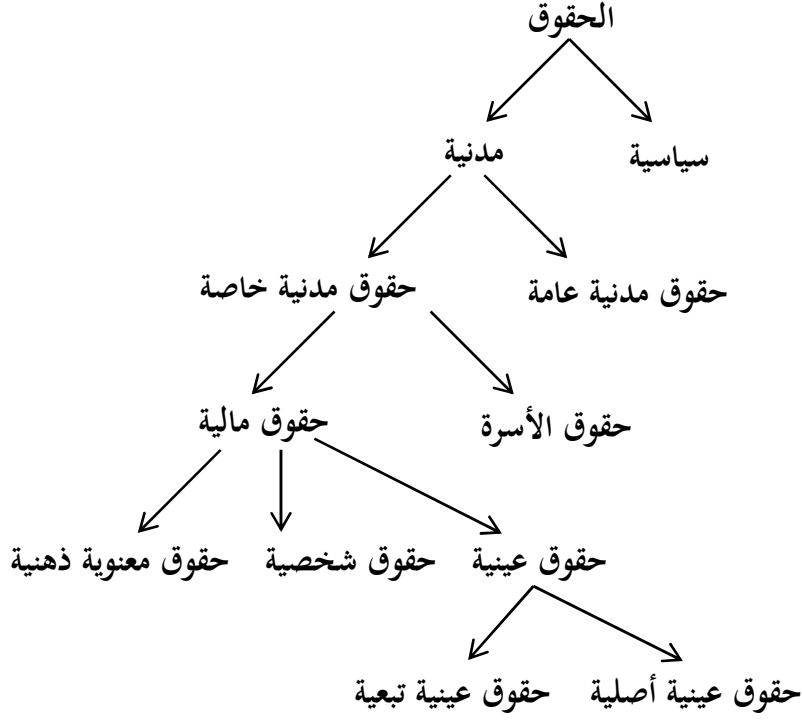 الحقوق
سياسية مدنية
حقوق مدنية عامة حقوق مدنية خاصة
حقوق الأسرة حقوق مالية
حقوق عينية حقوق شخصية حقوق معنوية ذهنية
حقوق عينية أصلية حقوق عينية تبعية